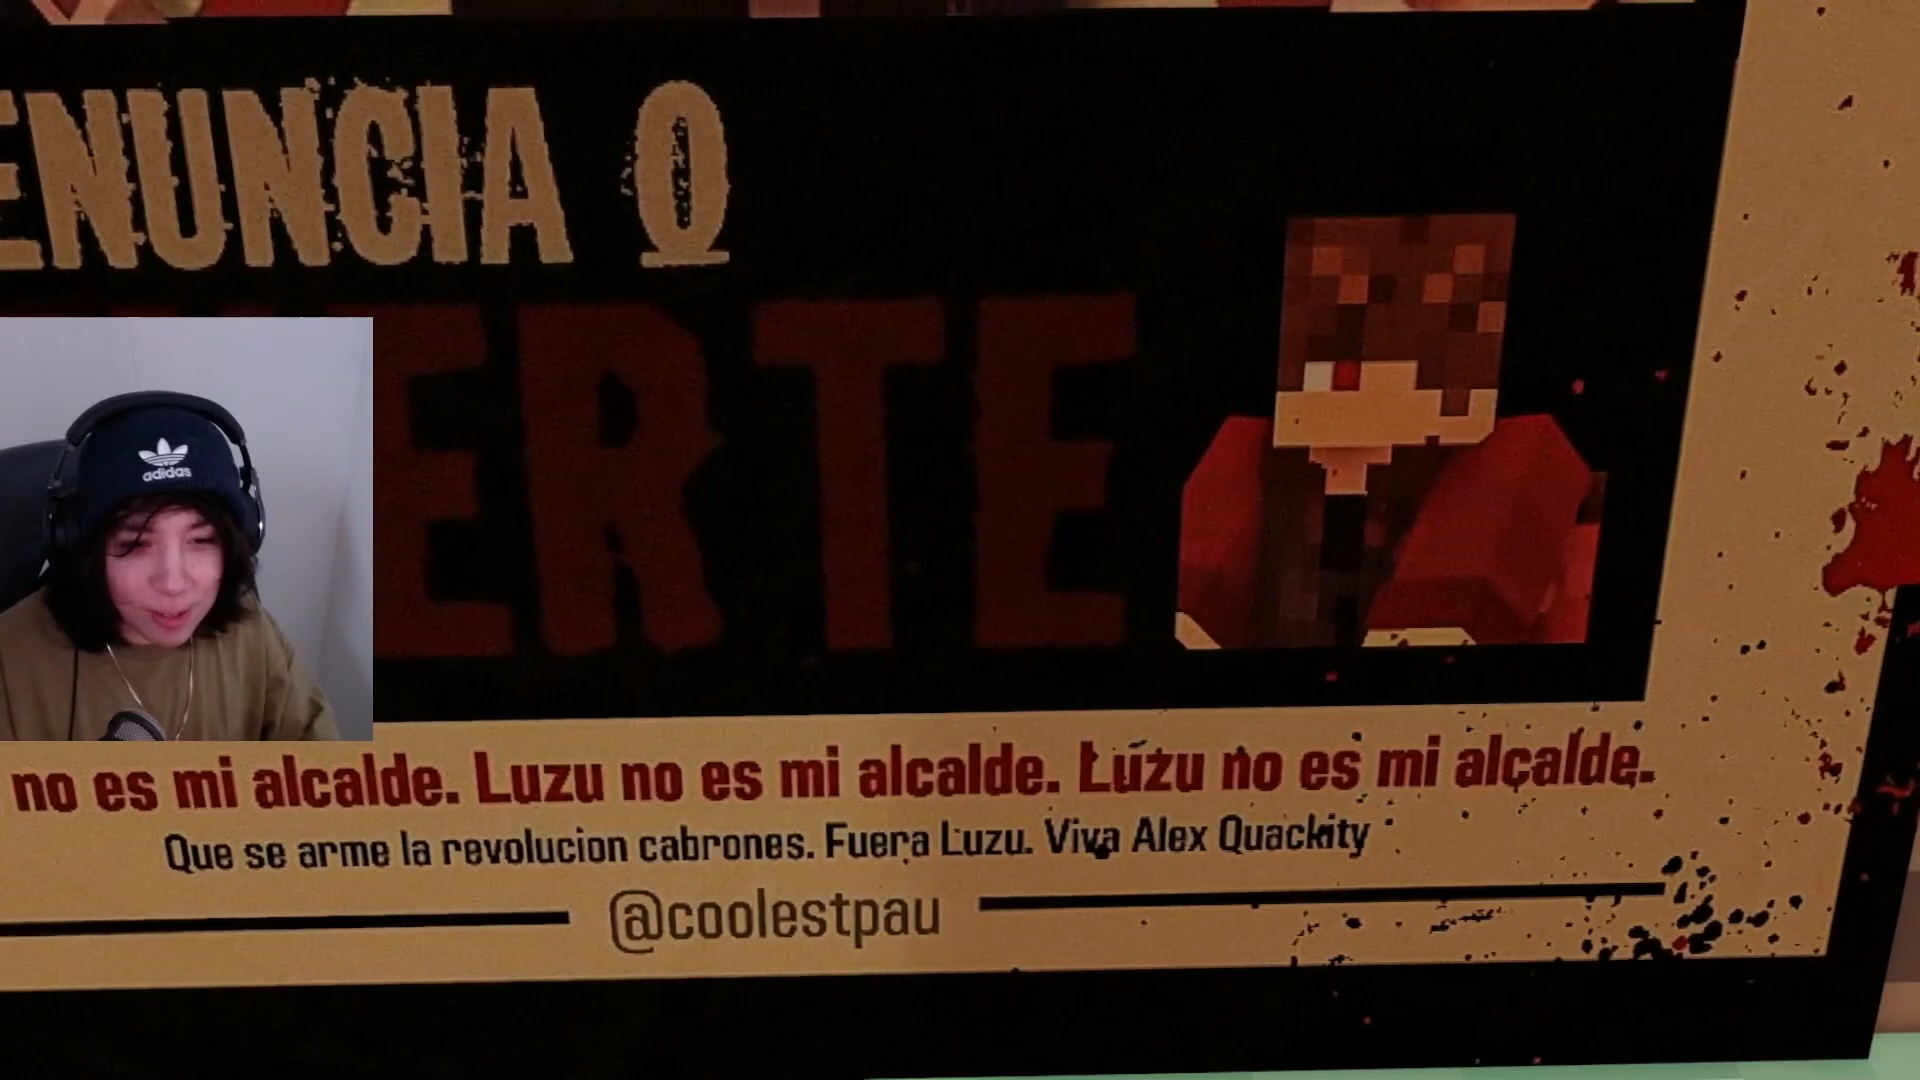 ENUNCIA O
ERTE
adidas
no es mi alcalde. Luzu no es mi alcalde. Luzu no es mi alcalde.
Que se arme la revolucion cabrones. Fuera Luzu. Viva Alex Quackity
@coolestpau